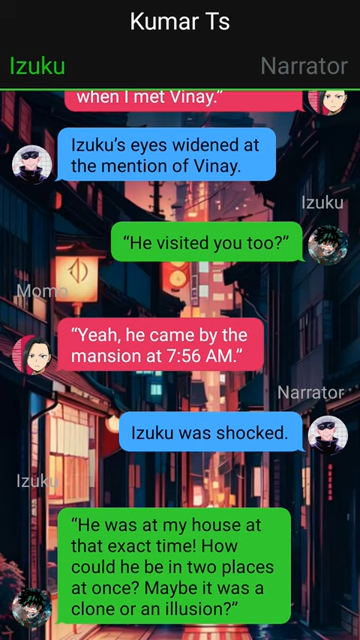 Kumar Ts
Izuku
Narrator
when I met Vinay.”
Izuku’s eyes widened at
the mention of Vinay.
Izuku
“He visited you too?”
Momo
“Yeah, he came by the
mansion at 7:56 AM.”
Narrator
Izuku was shocked.
Izuku
“He was at my house at
that exact time! How
could he be in two places
at once? Maybe it was a
clone or an illusion?”